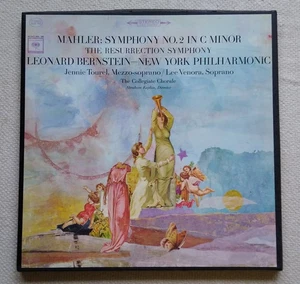 MAHLER: SYMPHONY NO. 2 IN C MINOR
THE RESURRECTION SYMPHONY
LEONARD BERNSTEIN—NEW YORK PHILHARMONIC
Jennie Tourel, Mezzo-soprano / Lee Venora, Soprano
The Collegiate Chorale